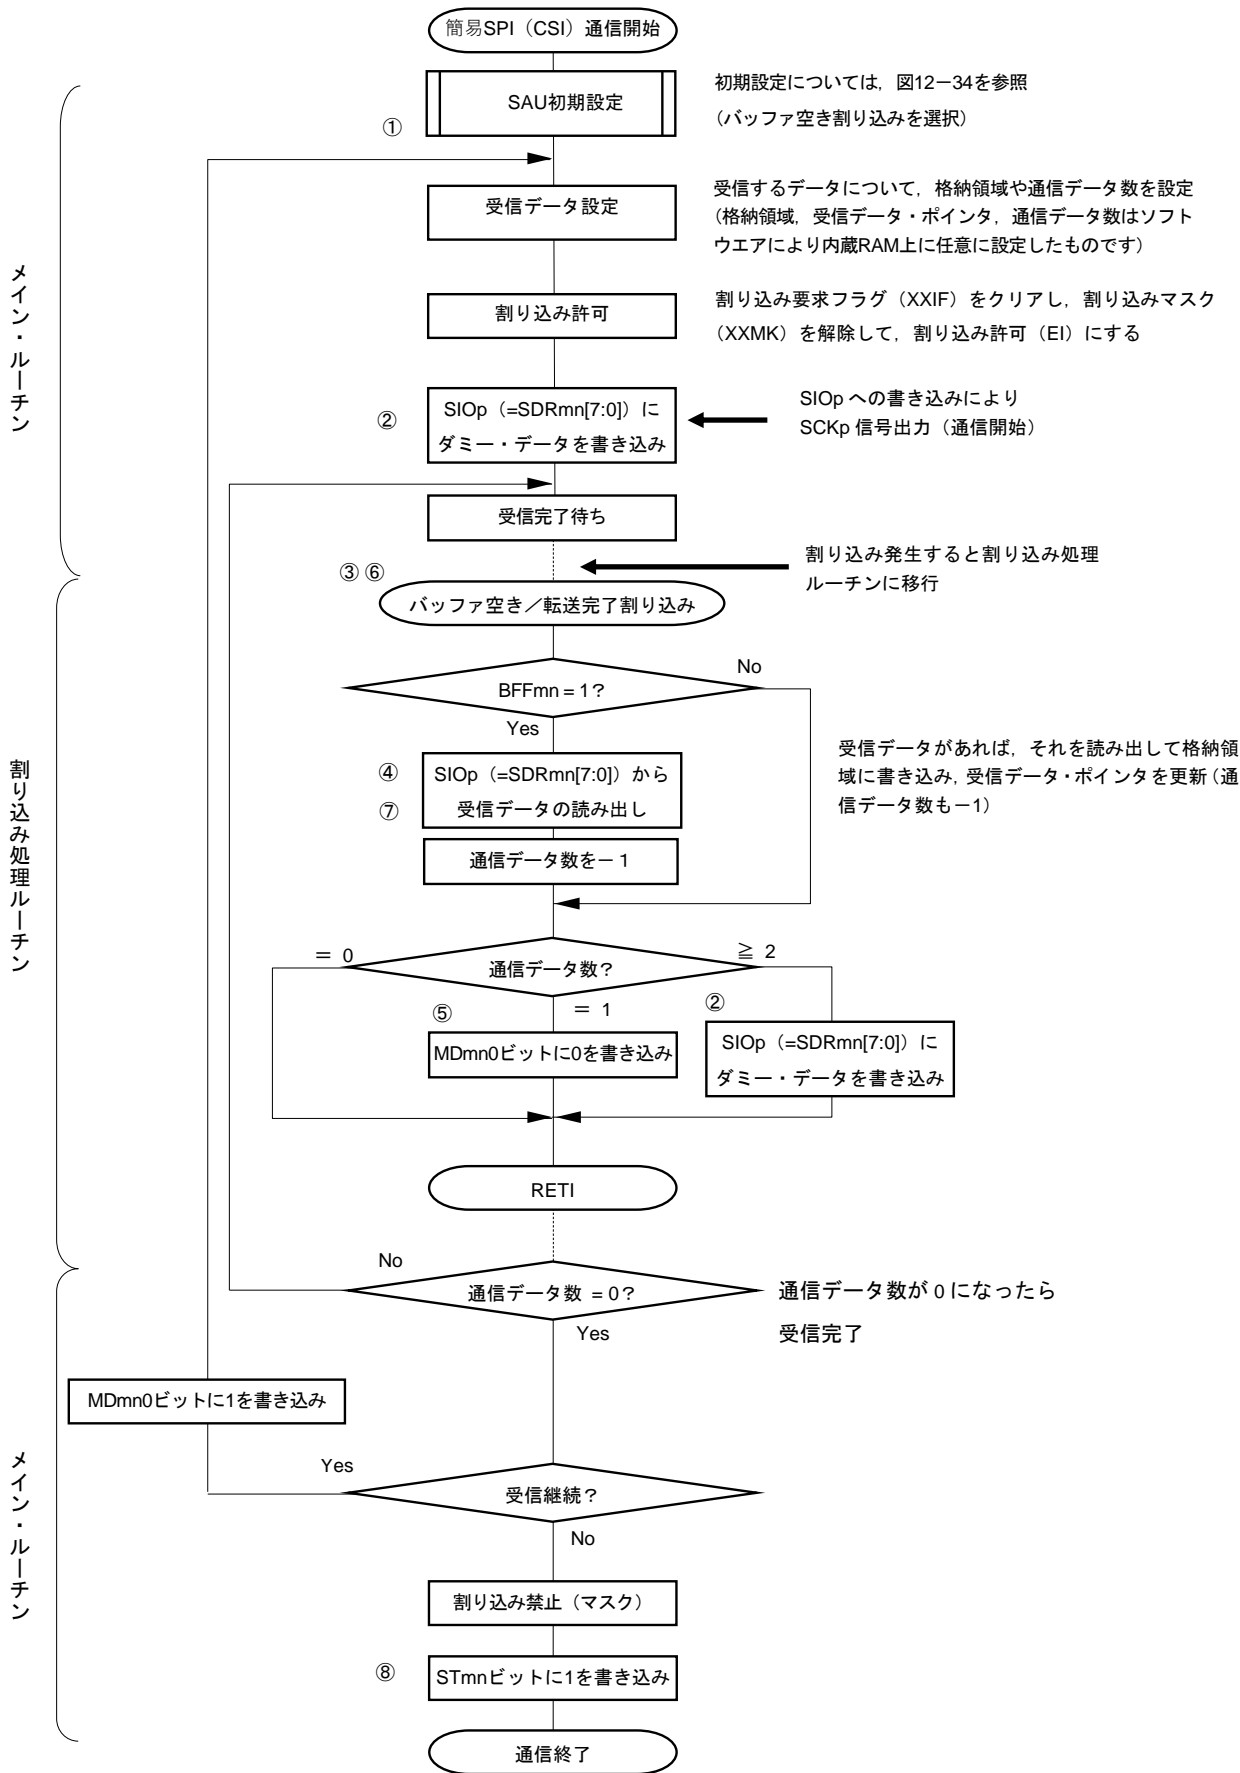 簡易SPI（CSI）通信開始
SAU初期設定
初期設定については，図12－34を参照
（バッファ空き割り込みを選択）
①
受信データ設定
受信するデータについて，格納領域や通信データ数を設定
（格納領域，受信データ・ポインタ，通信データ数はソフト
ウエアにより内蔵RAM上に任意に設定したものです）
メイン・ルーチン
割り込み許可
割り込み要求フラグ（XXIF）をクリアし，割り込みマスク
（XXMK）を解除して，割り込み許可（EI）にする
②
SIOp（=SDRmn[7:0]）に
ダミー・データを書き込み
SIOp への書き込みにより
SCKp 信号出力（通信開始）
受信完了待ち
割り込み発生すると割り込み処理
ルーチンに移行
③ ⑥
バッファ空き／転送完了割り込み
BFFmn = 1？
No
Yes
割り込み処理ルーチン
④
⑦
SIOp（=SDRmn[7:0]）から
受信データの読み出し
受信データがあれば，それを読み出して格納領
域に書き込み，受信データ・ポインタを更新（通
信データ数も－1）
通信データ数を－１
通信データ数？
＝ 0
≧ 2
＝ 1
⑤
MDmn0ビットに0を書き込み
②
SIOp（=SDRmn[7:0]）に
ダミー・データを書き込み
RETI
No
通信データ数 =0？
通信データ数が 0 になったら
受信完了
Yes
MDmn0ビットに1を書き込み
メイン・ルーチン
Yes
受信継続？
No
割り込み禁止（マスク）
⑧
STmnビットに1を書き込み
通信終了